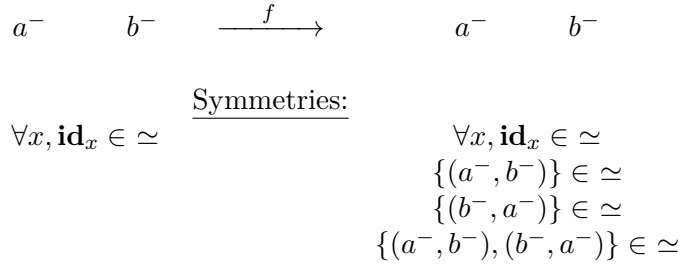 a⁻ b⁻ f a⁻ b⁻
Symmetries:
∀x, id_x ∈ ≃ ∀x, id_x ∈ ≃
{(a⁻, b⁻)} ∈ ≃
{(b⁻, a⁻)} ∈ ≃
{(a⁻, b⁻), (b⁻, a⁻)} ∈ ≃